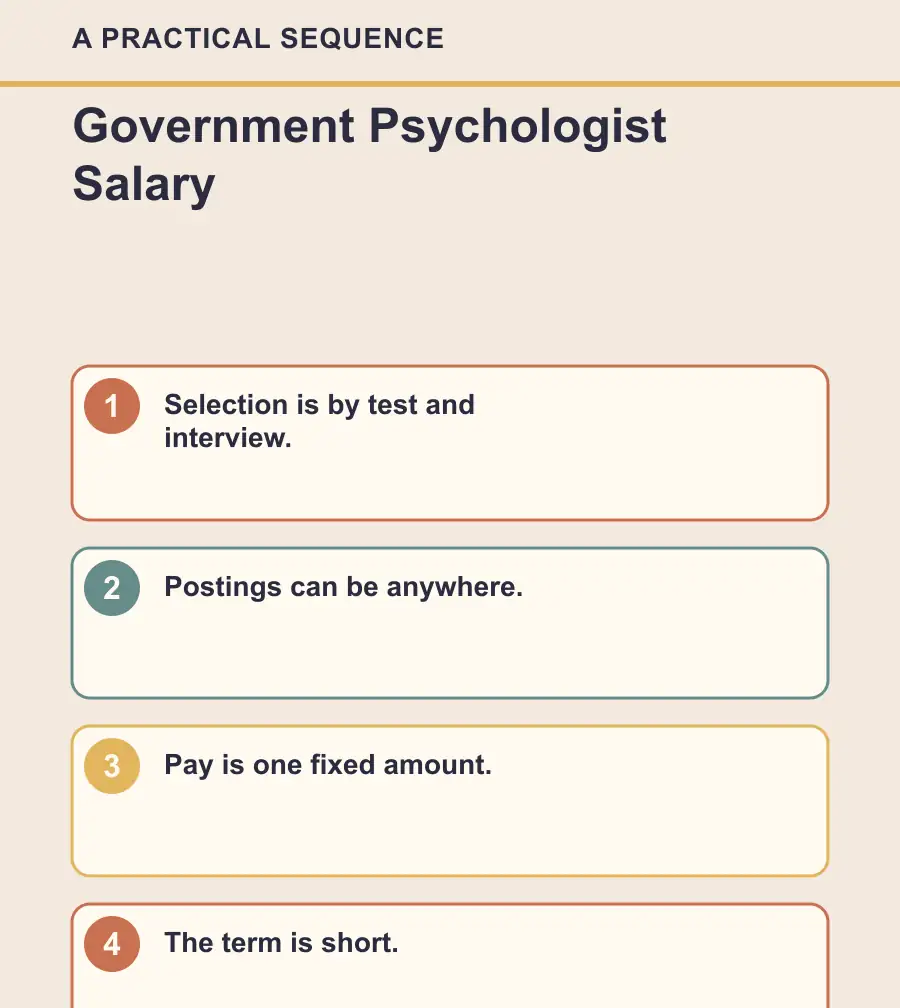 A PRACTICAL SEQUENCE
Government Psychologist
Salary
1
Selection is by test and
interview.
2
Postings can be anywhere.
3
Pay is one fixed amount.
4
The term is short.